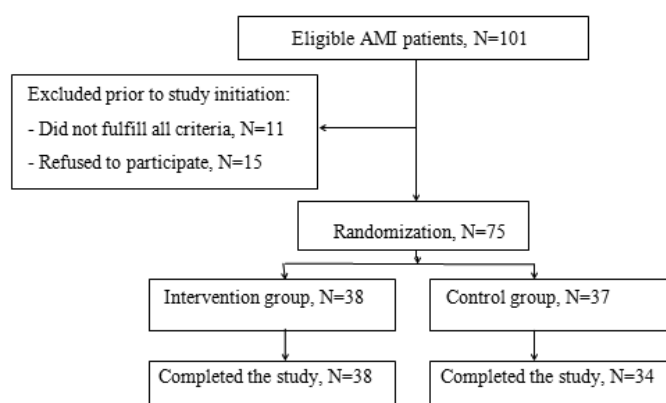 Eligible AMI patients, N=101
Excluded prior to study initiation:
- Did not fulfill all criteria, N=11
- Refused to participate, N=15
Randomization, N=75
Intervention group, N=38
Control group, N=37
Completed the study, N=38
Completed the study, N=34